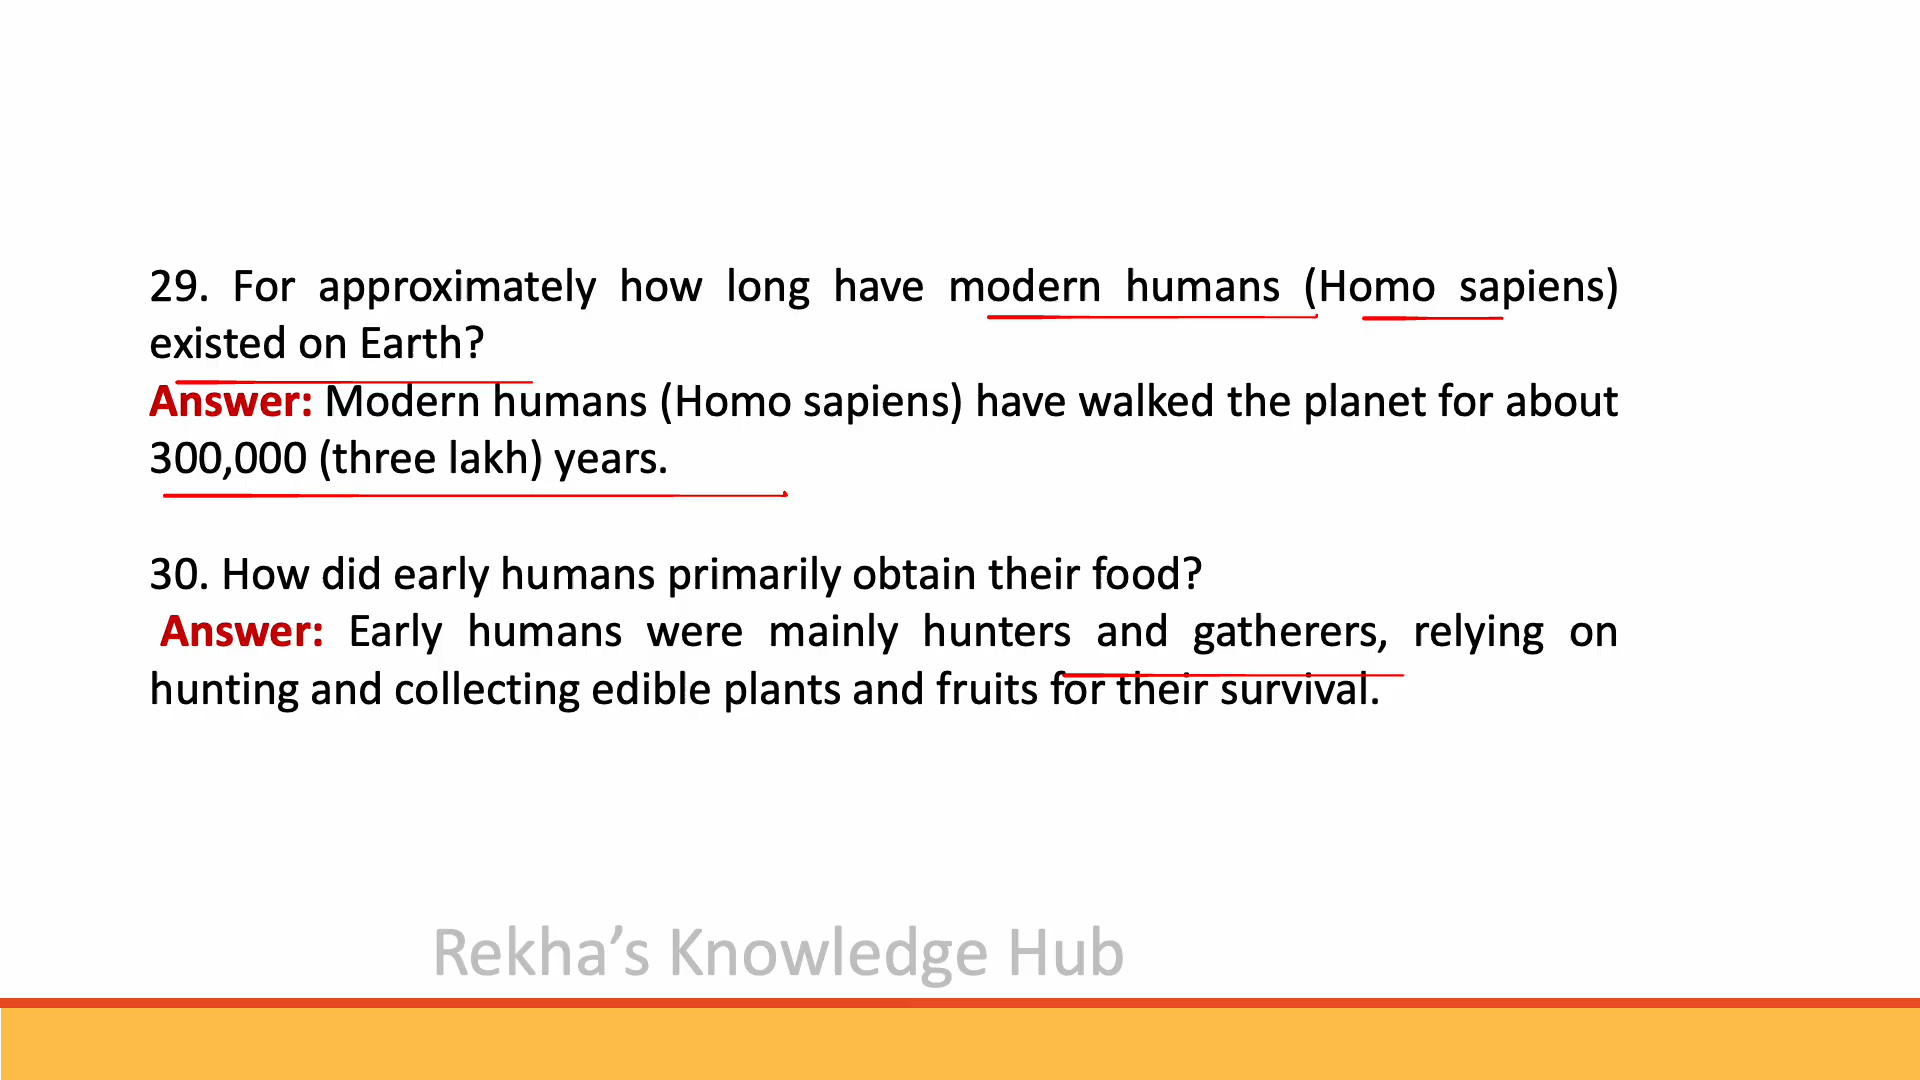 29. For approximately how long have modern humans (Homo sapiens)
existed on Earth?
Answer: Modern humans (Homo sapiens) have walked the planet for about
300,000 (three lakh) years.
30. How did early humans primarily obtain their food?
Answer: Early humans were mainly hunters and gatherers, relying on
hunting and collecting edible plants and fruits for their survival.
Rekha’s Knowledge Hub